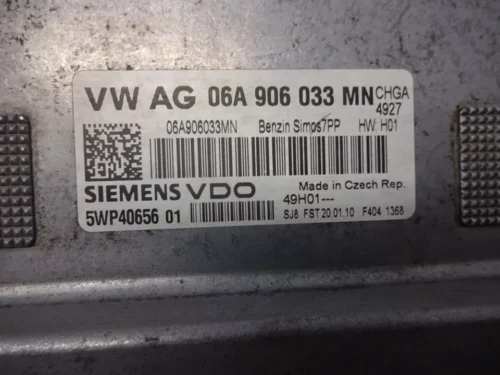 VW AG 06A 906 033 MN CHGA
4927
06A906033MN Benzin Simos7PP HW: H01
SIEMENS VDO Made in Czech Rep.
49H01---
5WP40656 01 SJ8 FST 20.01.10 F404 1368